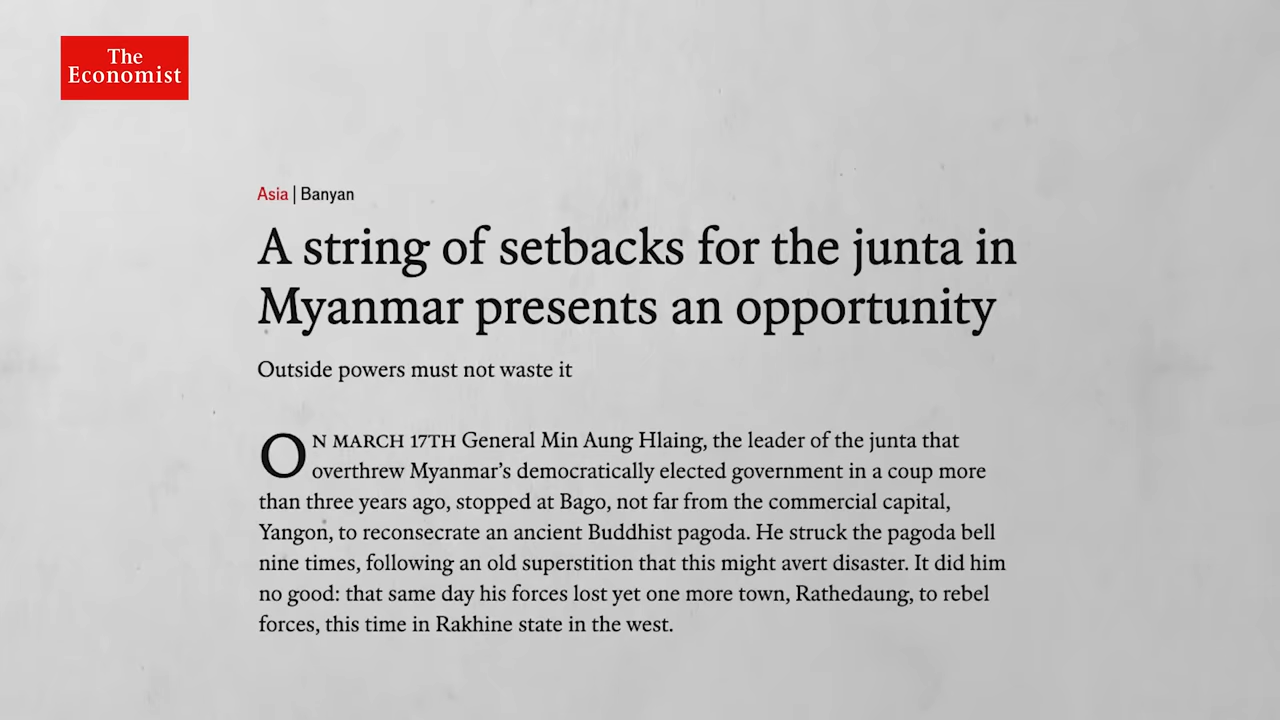 The
Economist
Asia | Banyan
A string of setbacks for the junta in
Myanmar presents an opportunity
Outside powers must not waste it
ON MARCH 17TH General Min Aung Hlaing, the leader of the junta that
overthrew Myanmar’s democratically elected government in a coup more
than three years ago, stopped at Bago, not far from the commercial capital,
Yangon, to reconsecrate an ancient Buddhist pagoda. He struck the pagoda bell
nine times, following an old superstition that this might avert disaster. It did him
no good: that same day his forces lost yet one more town, Rathedaung, to rebel
forces, this time in Rakhine state in the west.